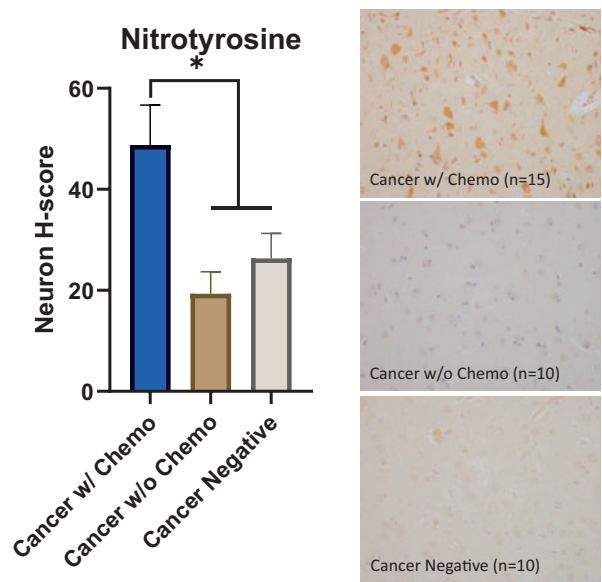 Nitrotyrosine
*
60
40
20
0
Neuron H-score
Cancer w/ Chemo
Cancer w/o Chemo
Cancer Negative
Cancer w/ Chemo (n=15)
Cancer w/o Chemo (n=10)
Cancer Negative (n=10)